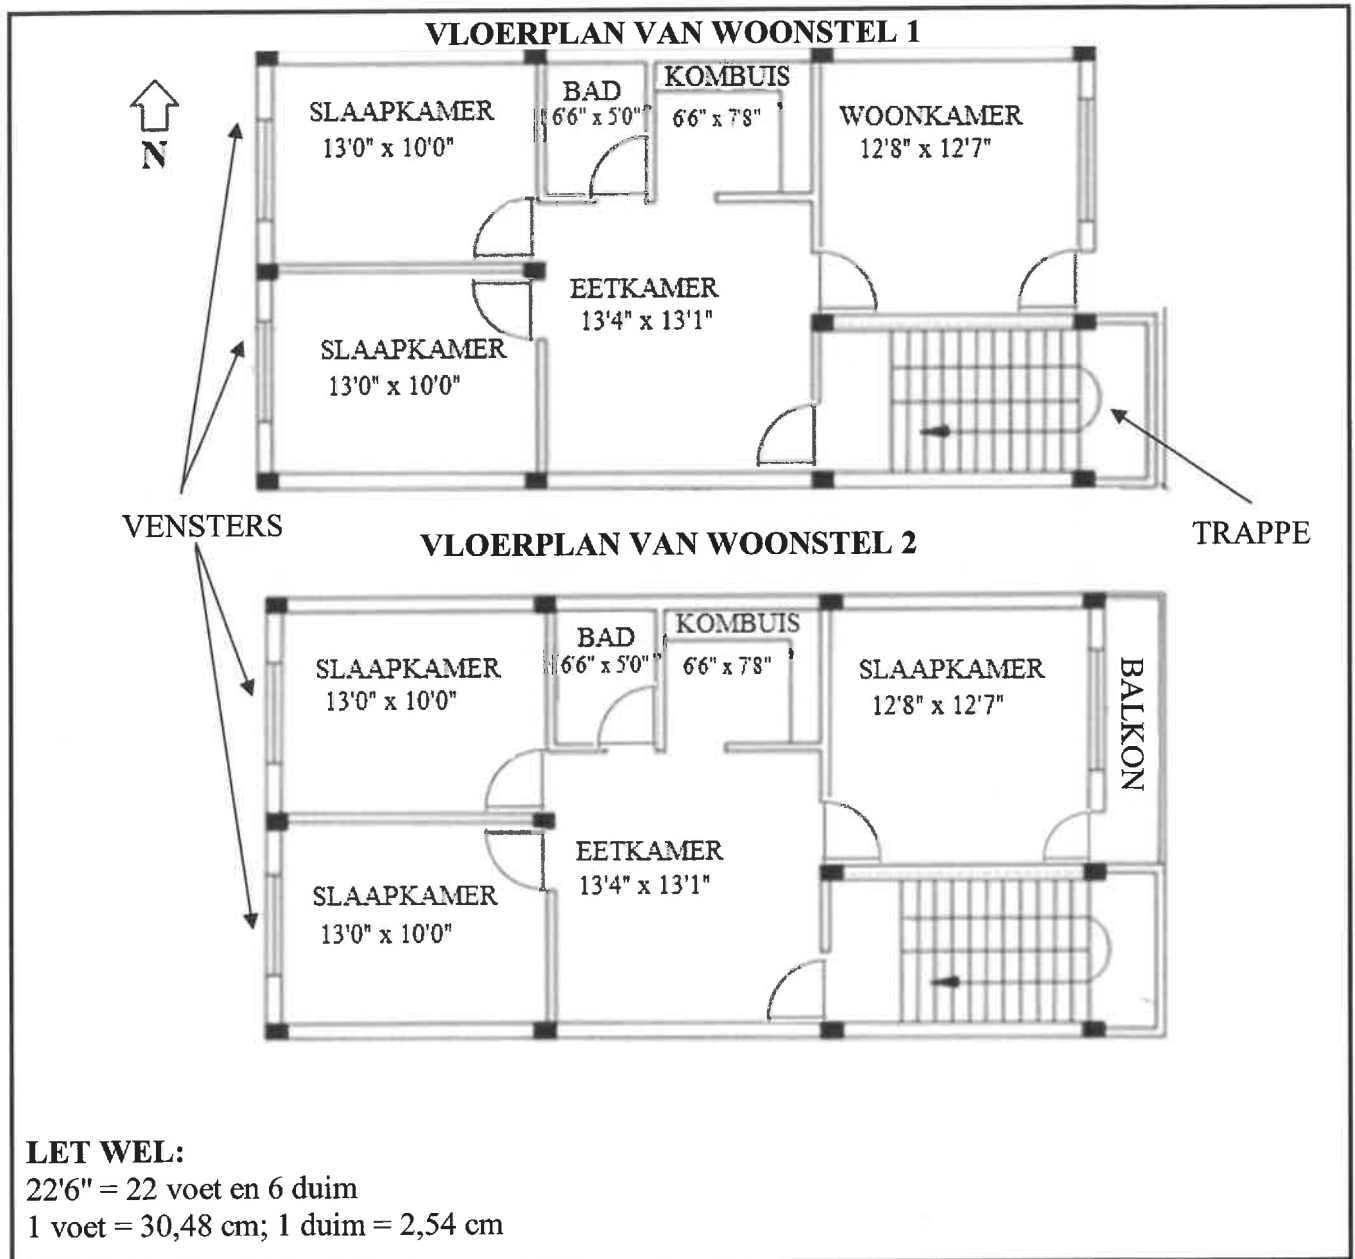 VLOERPLAN VAN WOONSTEL 1
N
SLAAPKAMER
13'0" x 10'0"
BAD
6'6" x 5'0"
KOMBUIS
6'6" x 7'8"
WOONKAMER
12'8" x 12'7"
EETKAMER
13'4" x 13'1"
SLAAPKAMER
13'0" x 10'0"
VENSTERS
TRAPPE
VLOERPLAN VAN WOONSTEL 2
SLAAPKAMER
13'0" x 10'0"
BAD
6'6" x 5'0"
KOMBUIS
6'6" x 7'8"
SLAAPKAMER
12'8" x 12'7"
BALKON
EETKAMER
13'4" x 13'1"
SLAAPKAMER
13'0" x 10'0"
LET WEL:
22'6" = 22 voet en 6 duim
1 voet = 30,48 cm; 1 duim = 2,54 cm